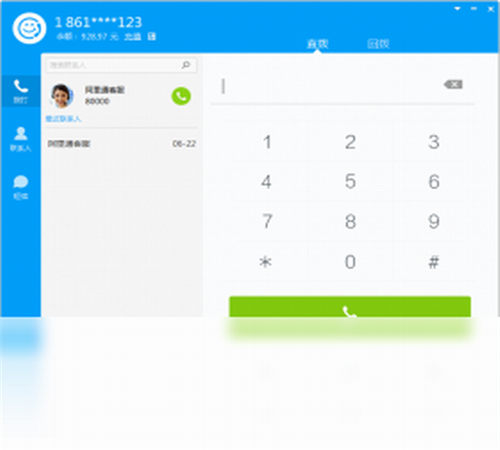 1 861****123
余额: 928.97 元 充值
直拨 回拨
搜索联系人
拨打
阿里通客服
80000
最近联系人
联系人
阿里通客服 06-22
短信
1 2 3
4 5 6
7 8 9
* 0 #